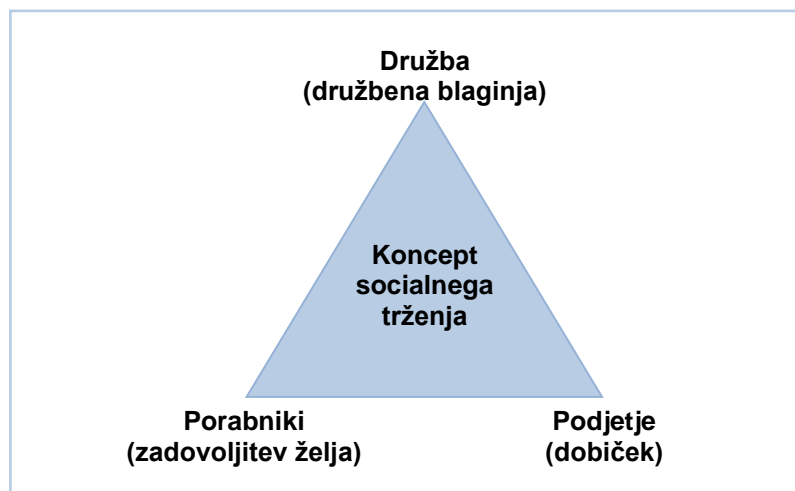 Družba
(družbena blaginja)
Koncept
socialnega
trženja
Porabniki
(zadovoljitev želja)
Podjetje
(dobiček)